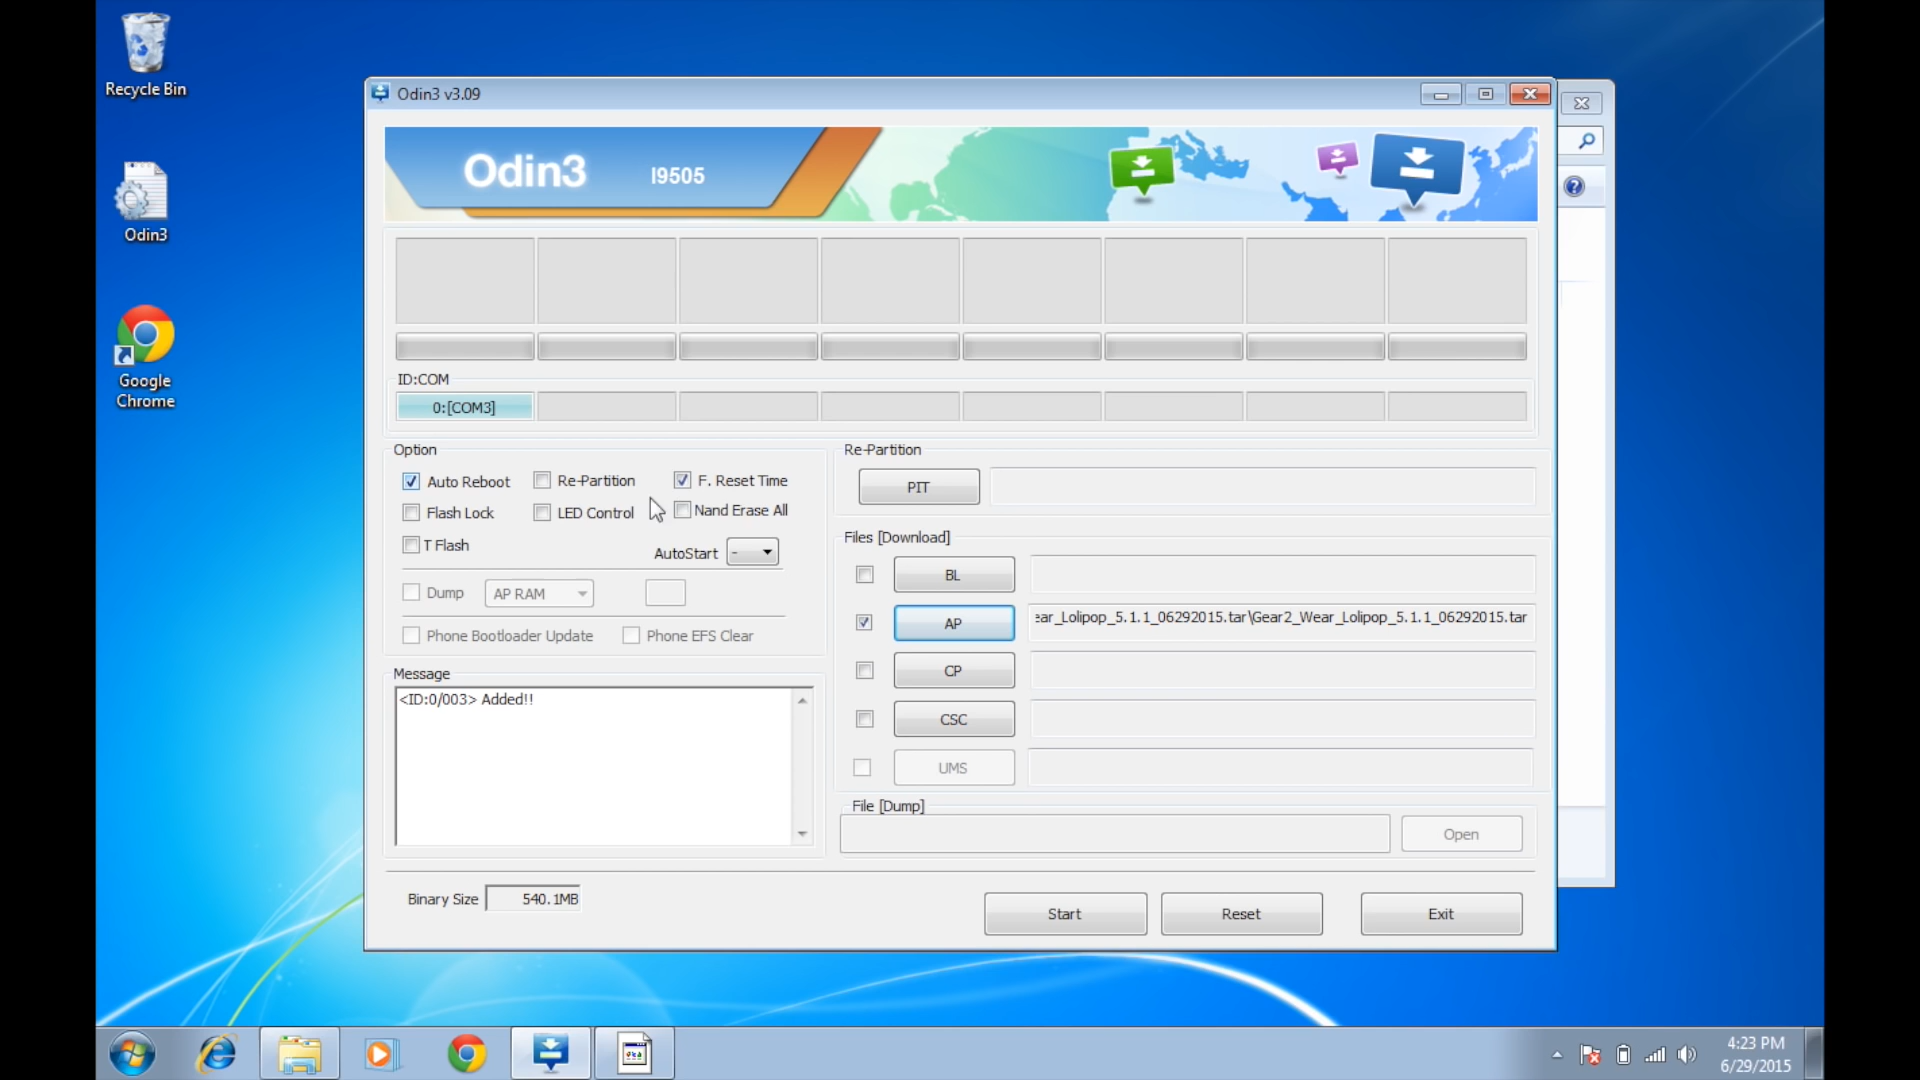 Recycle Bin
Odin3
Google
Chrome
Odin3 v3.09
Odin3 I9505
ID:COM
0:[COM3]
Option
Auto Reboot Re-Partition F. Reset Time
Flash Lock LED Control Nand Erase All
T Flash AutoStart -
Dump AP RAM
Phone Bootloader Update Phone EFS Clear
Message
<ID:0/003> Added!!
Re-Partition
PIT
Files [Download]
BL
AP ear_Lolipop_5.1.1_06292015.tar\Gear2_Wear_Lolipop_5.1.1_06292015.tar
CP
CSC
UMS
File [Dump]
Open
Binary Size 540.1MB
Start Reset Exit
4:23 PM
6/29/2015